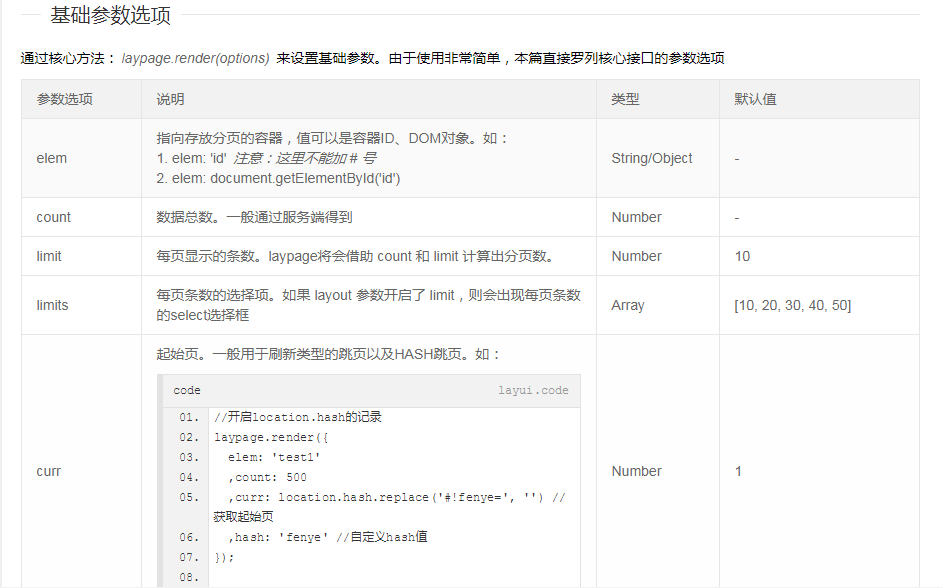 基础参数选项
通过核心方法：laypage.render(options) 来设置基础参数。由于使用非常简单，本篇直接罗列核心接口的参数选项
参数选项 说明 类型 默认值
elem
指向存放分页的容器，值可以是容器ID、DOM对象。如：
1. elem: 'id' 注意：这里不能加 # 号
2. elem: document.getElementById('id')
String/Object -
count 数据总数。一般通过服务端得到 Number -
limit 每页显示的条数。laypage将会借助 count 和 limit 计算出分页数。 Number 10
limits
每页条数的选择项。如果 layout 参数开启了 limit，则会出现每页条数
的select选择框
Array [10, 20, 30, 40, 50]
curr
起始页。一般用于刷新类型的跳页以及HASH跳页。如：
code layui.code
01. //开启location.hash的记录
02. laypage.render({
03. elem: 'test1'
04. ,count: 500
05. ,curr: location.hash.replace('#!fenye=', '') //
获取起始页
06. ,hash: 'fenye' //自定义hash值
07. });
08.
Number 1